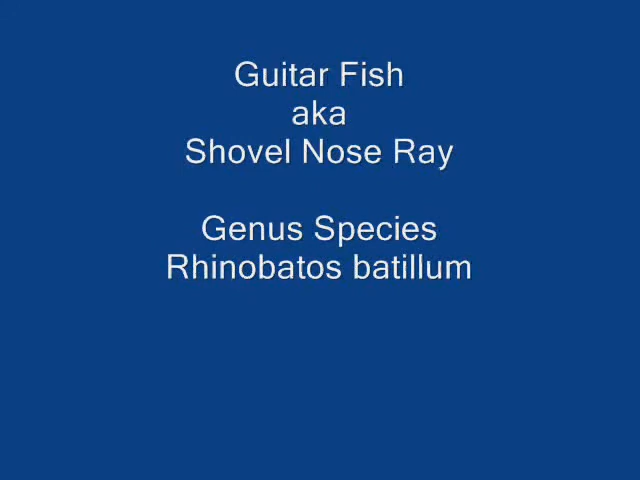 Guitar Fish
aka
Shovel Nose Ray
Genus Species
Rhinobatos batillum